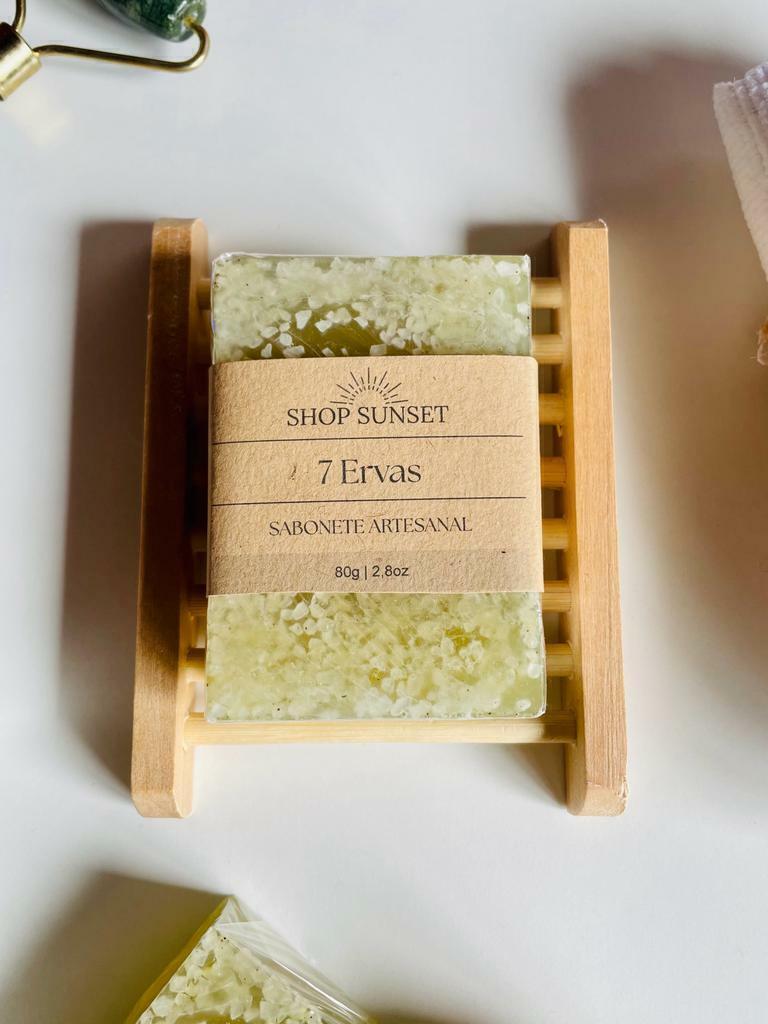 SHOP SUNSET
7 Ervas
SABONETE ARTESANAL
80g | 2,8oz